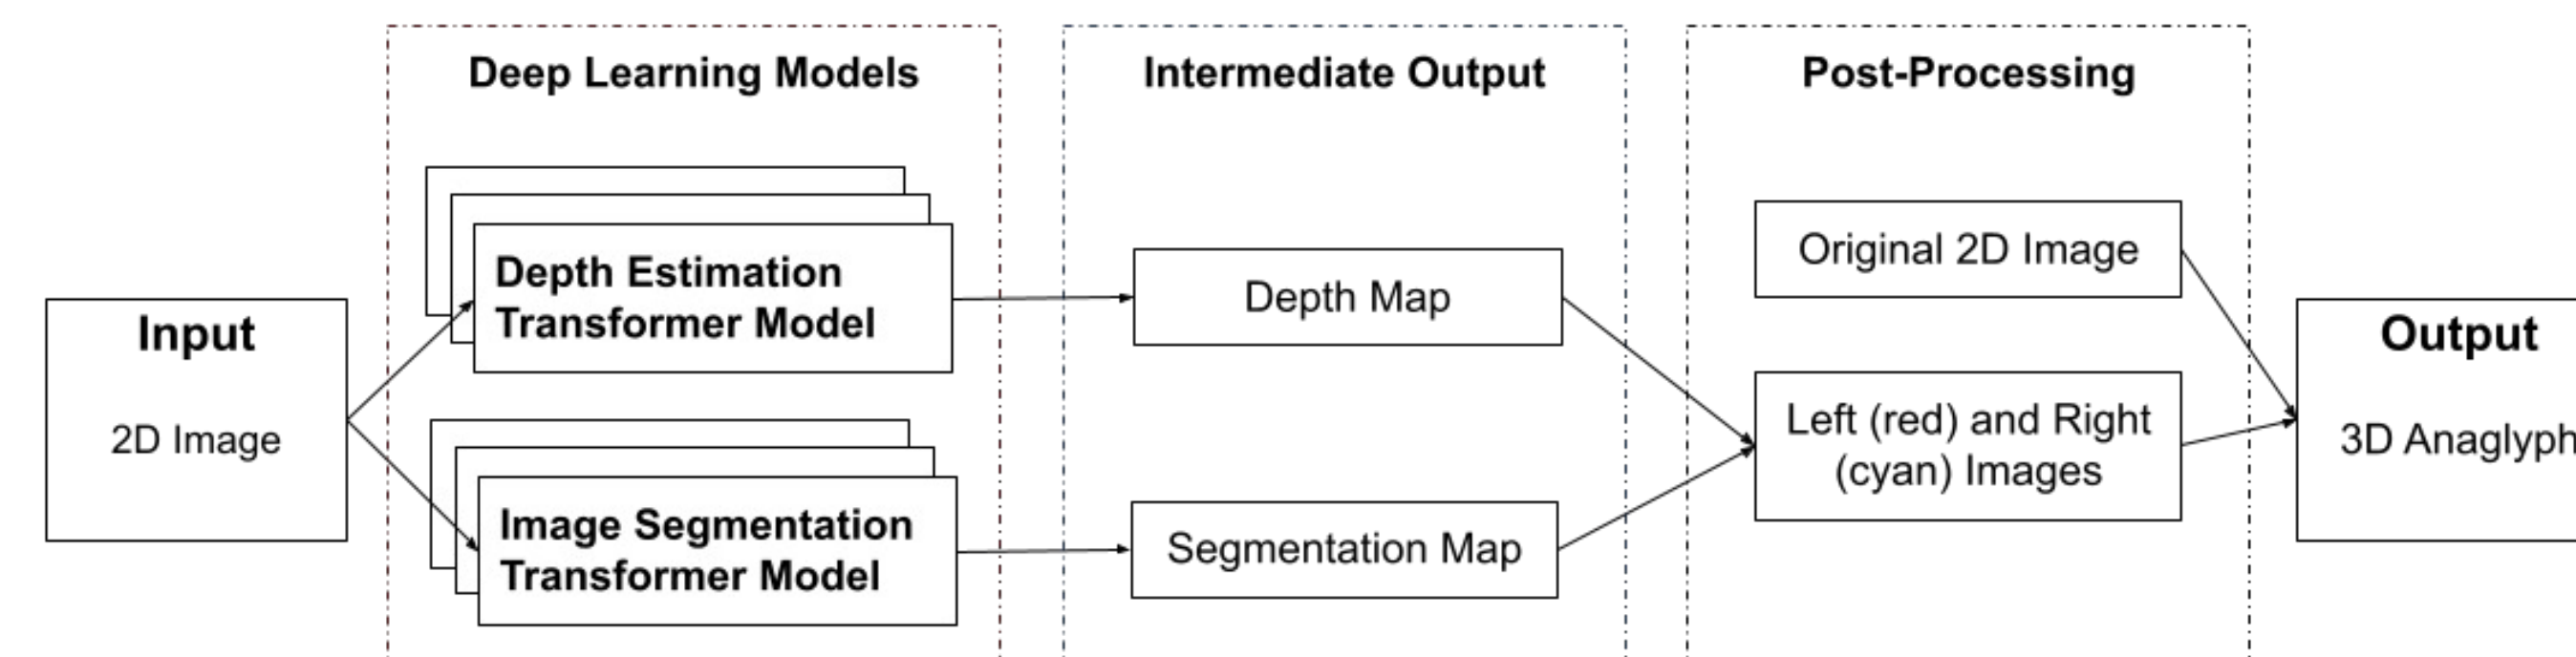 Deep Learning Models
Intermediate Output
Post-Processing
Input
2D Image
Depth Estimation
Transformer Model
Image Segmentation
Transformer Model
Depth Map
Segmentation Map
Original 2D Image
Left (red) and Right
(cyan) Images
Output
3D Anaglyph